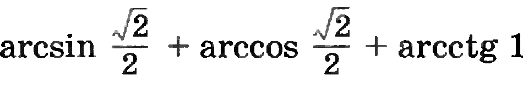 arcsin √2/2 + arccos √2/2 + arcctg 1